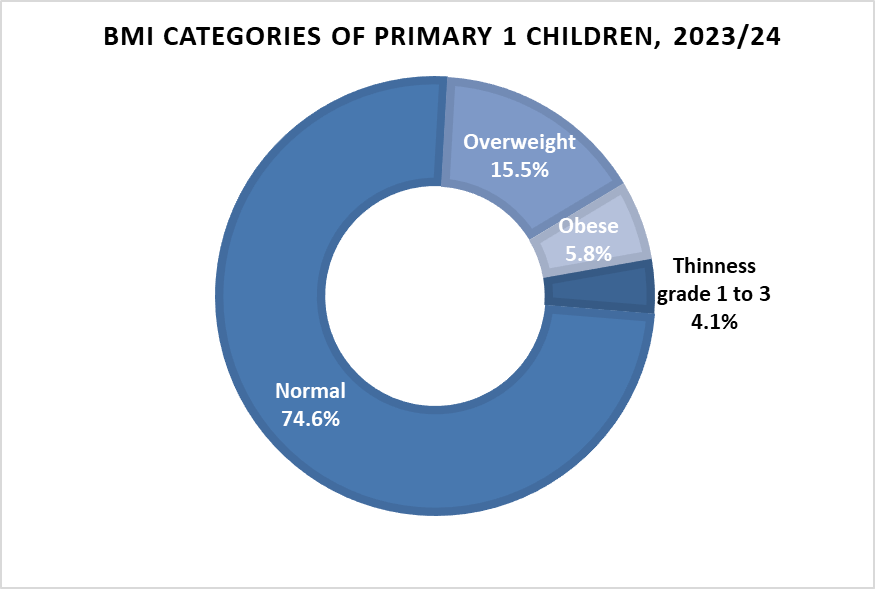 BMI CATEGORIES OF PRIMARY 1 CHILDREN, 2023/24
Overweight
15.5%
Obese
5.8%
Thinness
grade 1 to 3
4.1%
Normal
74.6%